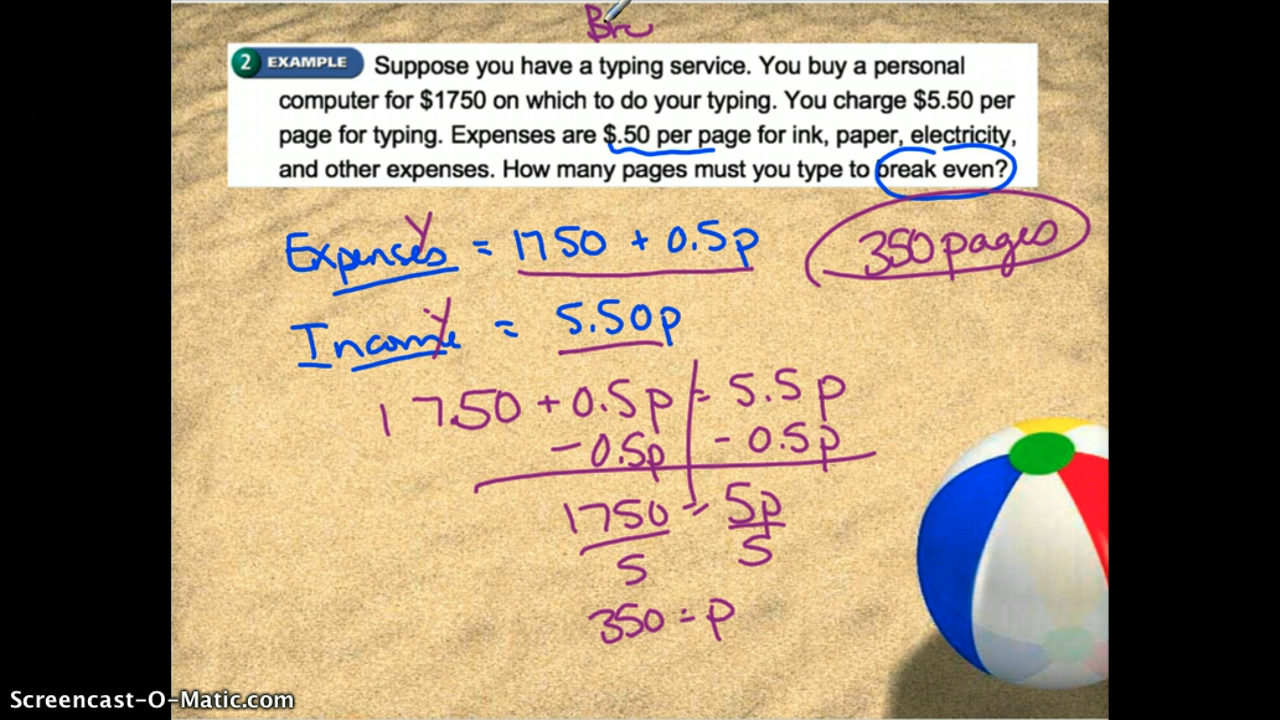 Bre
2 EXAMPLE Suppose you have a typing service. You buy a personal
computer for $1750 on which to do your typing. You charge $5.50 per
page for typing. Expenses are $.50 per page for ink, paper, electricity,
and other expenses. How many pages must you type to break even?
Expenses y = 1750 + 0.5p
350 pages
Income y = 5.50p
1750 + 0.5p = 5.5p
-0.5p - 0.5p
1750 = 5p
5 5
350 = p
Screencast-O-Matic.com